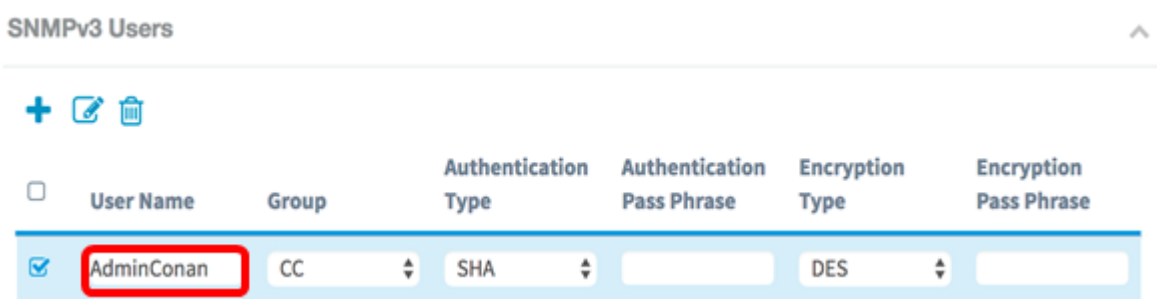 SNMPv3 Users
User Name Group Authentication Type Authentication Pass Phrase Encryption Type Encryption Pass Phrase
AdminConan CC SHA DES